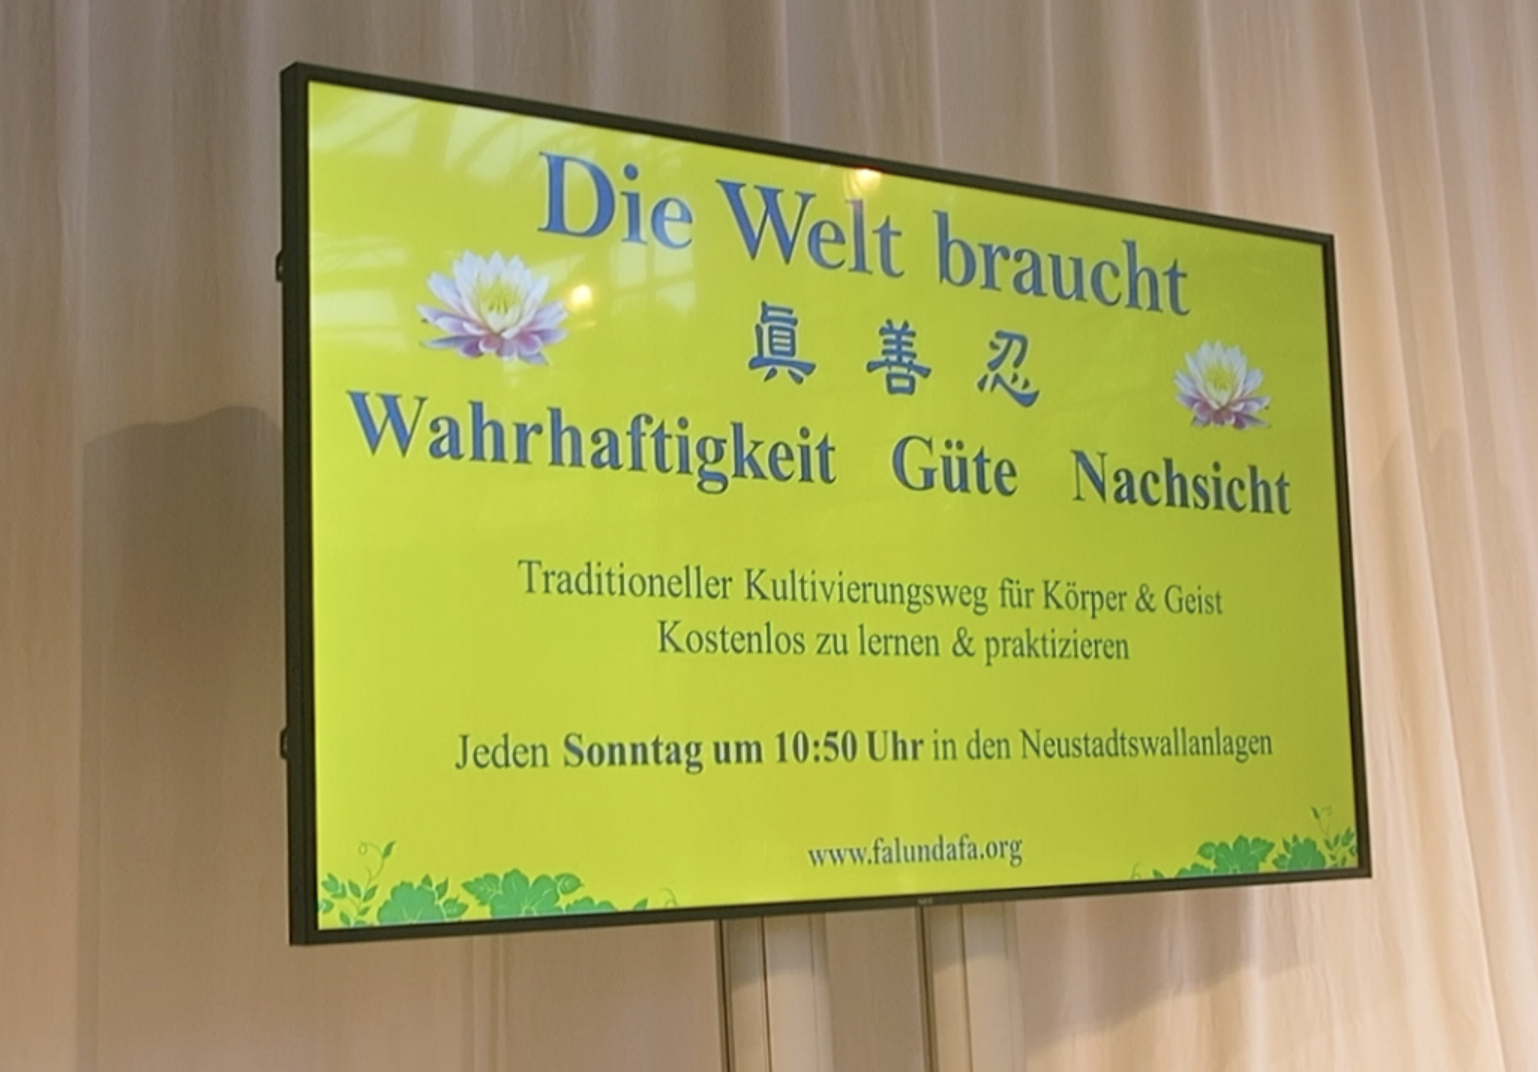 Die Welt braucht
眞 善 忍
Wahrhaftigkeit Güte Nachsicht
Traditioneller Kultivierungsweg für Körper & Geist
Kostenlos zu lernen & praktizieren
Jeden Sonntag um 10:50 Uhr in den Neustadtswallanlagen
www.falundafa.org